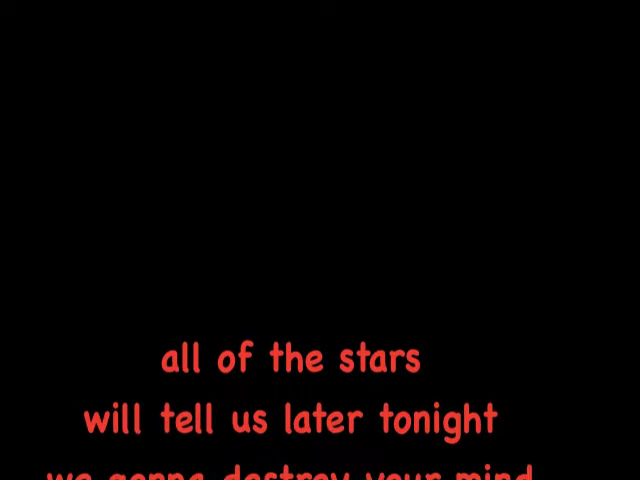 all of the stars
will tell us later tonight
we gonna destroy your mind